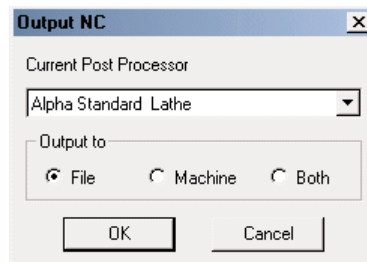 Output NC
Current Post Processor
Alpha Standard Lathe
Output to
File Machine Both
OK Cancel